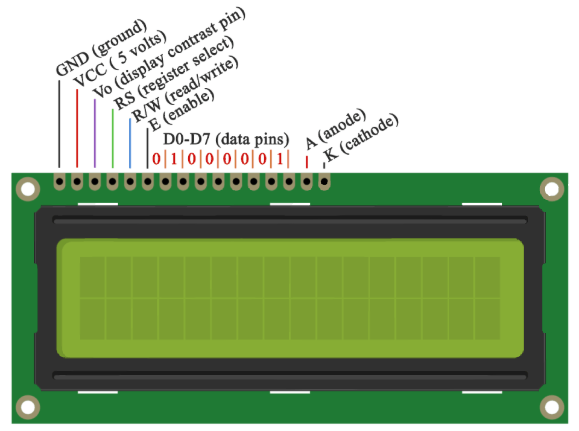 GND (ground)
VCC ( 5 volts)
Vo (display contrast pin)
RS (register select)
R/W (read/write)
E (enable)
D0-D7 (data pins)
0 1 0 0 0 0 0 1
A (anode)
K (cathode)